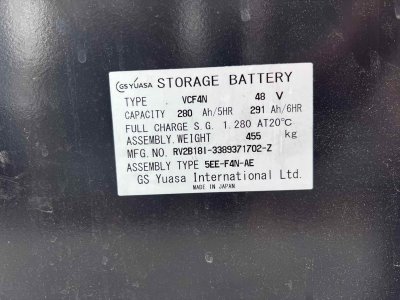 GS YUASA STORAGE BATTERY
TYPE VCF4N 48 V
CAPACITY 280 Ah/5HR 291 Ah/6HR
FULL CHARGE S.G. 1.280 AT20℃
ASSEMBLY.WEIGHT 455 kg
MFG.NO. RV2B18I-3389371702-Z
ASSEMBLY TYPE 5EE-F4N-AE
GS Yuasa International Ltd.
MADE IN JAPAN